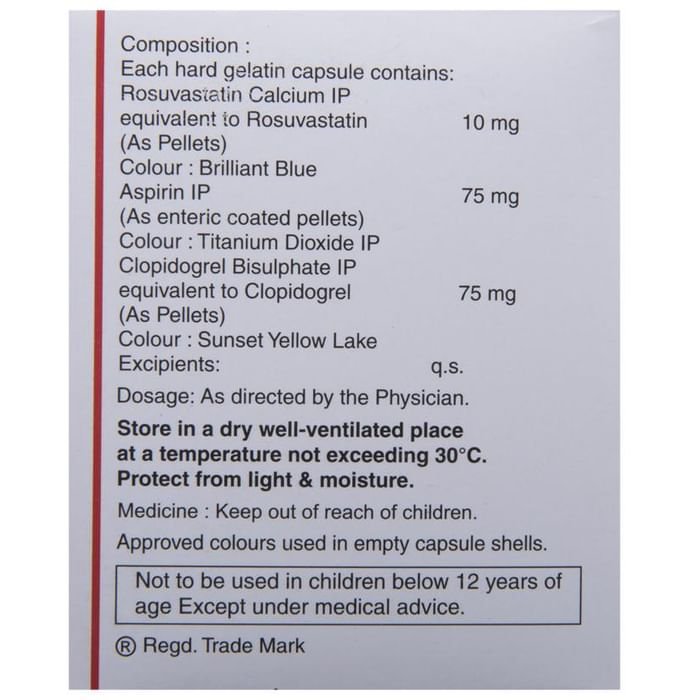 Composition :
Each hard gelatin capsule contains:
Rosuvastatin Calcium IP
equivalent to Rosuvastatin 10 mg
(As Pellets)
Colour : Brilliant Blue
Aspirin IP 75 mg
(As enteric coated pellets)
Colour : Titanium Dioxide IP
Clopidogrel Bisulphate IP
equivalent to Clopidogrel 75 mg
(As Pellets)
Colour : Sunset Yellow Lake
Excipients: q.s.
Dosage: As directed by the Physician.
Store in a dry well-ventilated place
at a temperature not exceeding 30°C.
Protect from light & moisture.
Medicine : Keep out of reach of children.
Approved colours used in empty capsule shells.
Not to be used in children below 12 years of
age Except under medical advice.
® Regd. Trade Mark